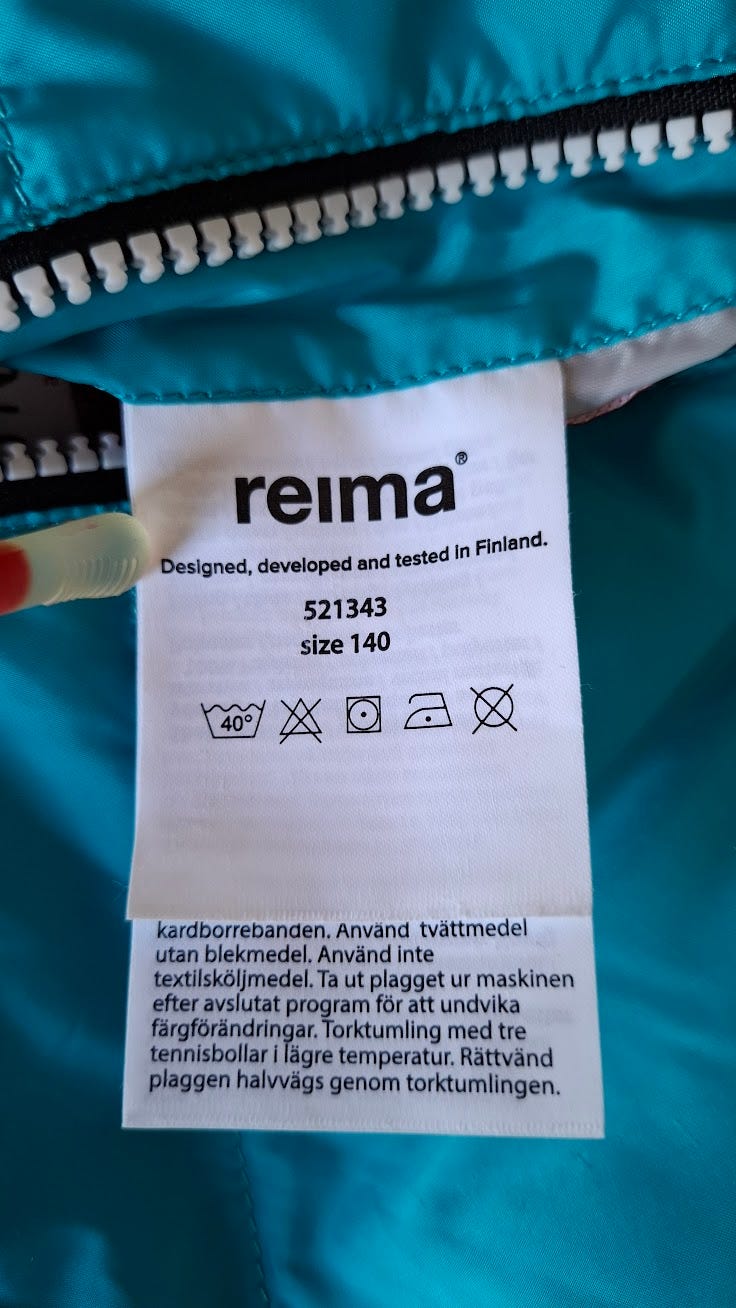 reima®
Designed, developed and tested in Finland.
521343
size 140
40°
kardborrebanden. Använd tvättmedel
utan blekmedel. Använd inte
textilsköljmedel. Ta ut plagget ur maskinen
efter avslutat program för att undvika
färgförändringar. Torktumling med tre
tennisbollar i lägre temperatur. Rättvänd
plaggen halvvägs genom torktumlingen.